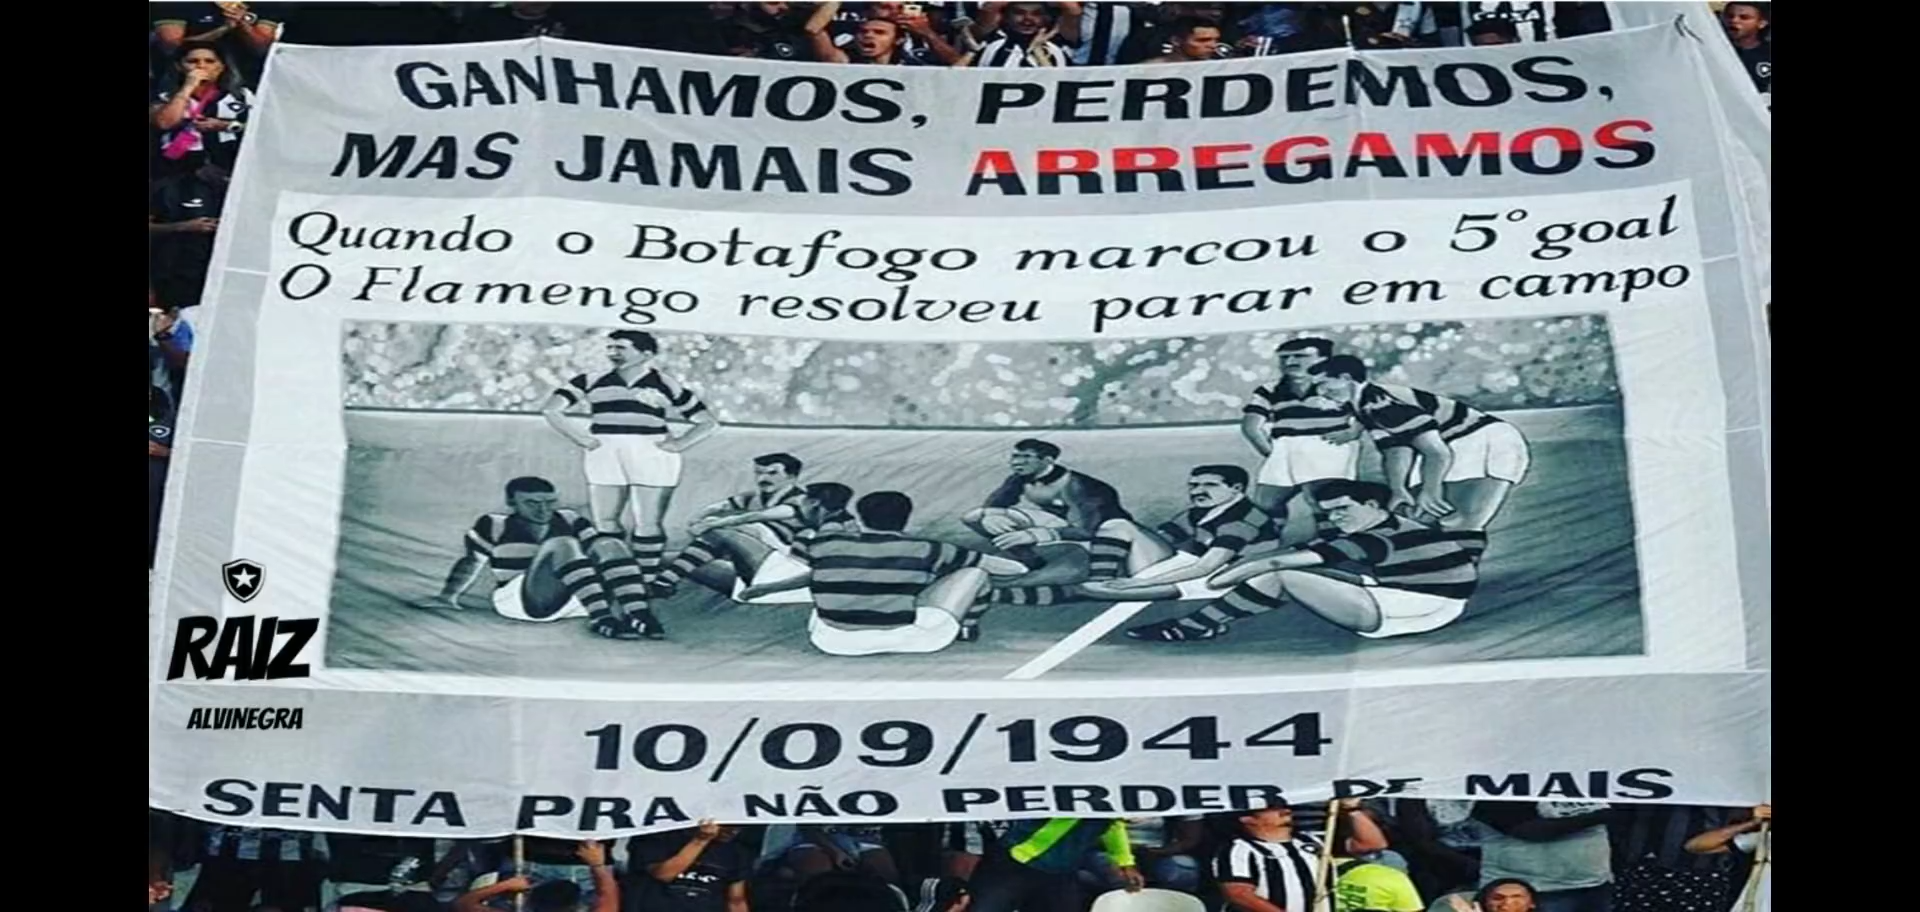 GANHAMOS, PERDEMOS,
MAS JAMAIS ARREGAMOS
Quando o Botafogo marcou o 5º goal
O Flamengo resolveu parar em campo
RAIZ
ALVINEGRA
10/09/1944
SENTA PRA NÃO PERDER DE MAIS